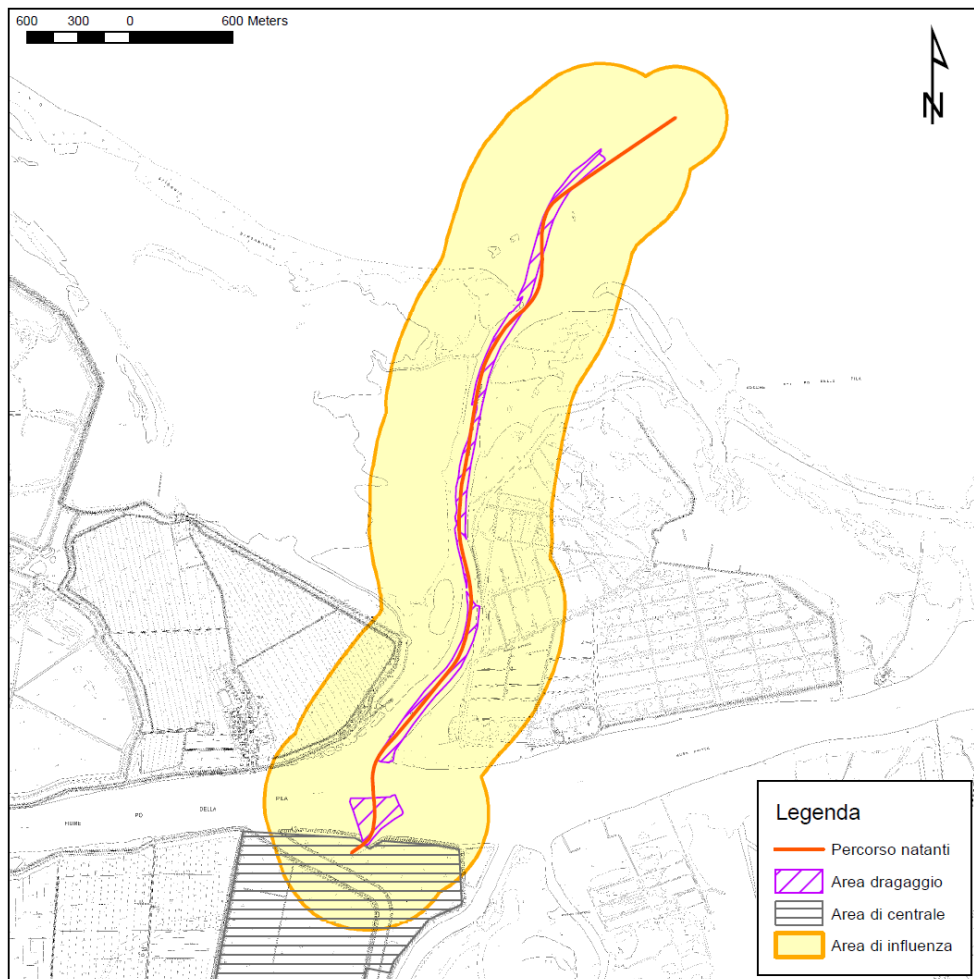 600 300 0 600 Meters
N
FIUME PO DELLA PILA
Legenda
Percorso natanti
Area dragaggio
Area di centrale
Area di influenza